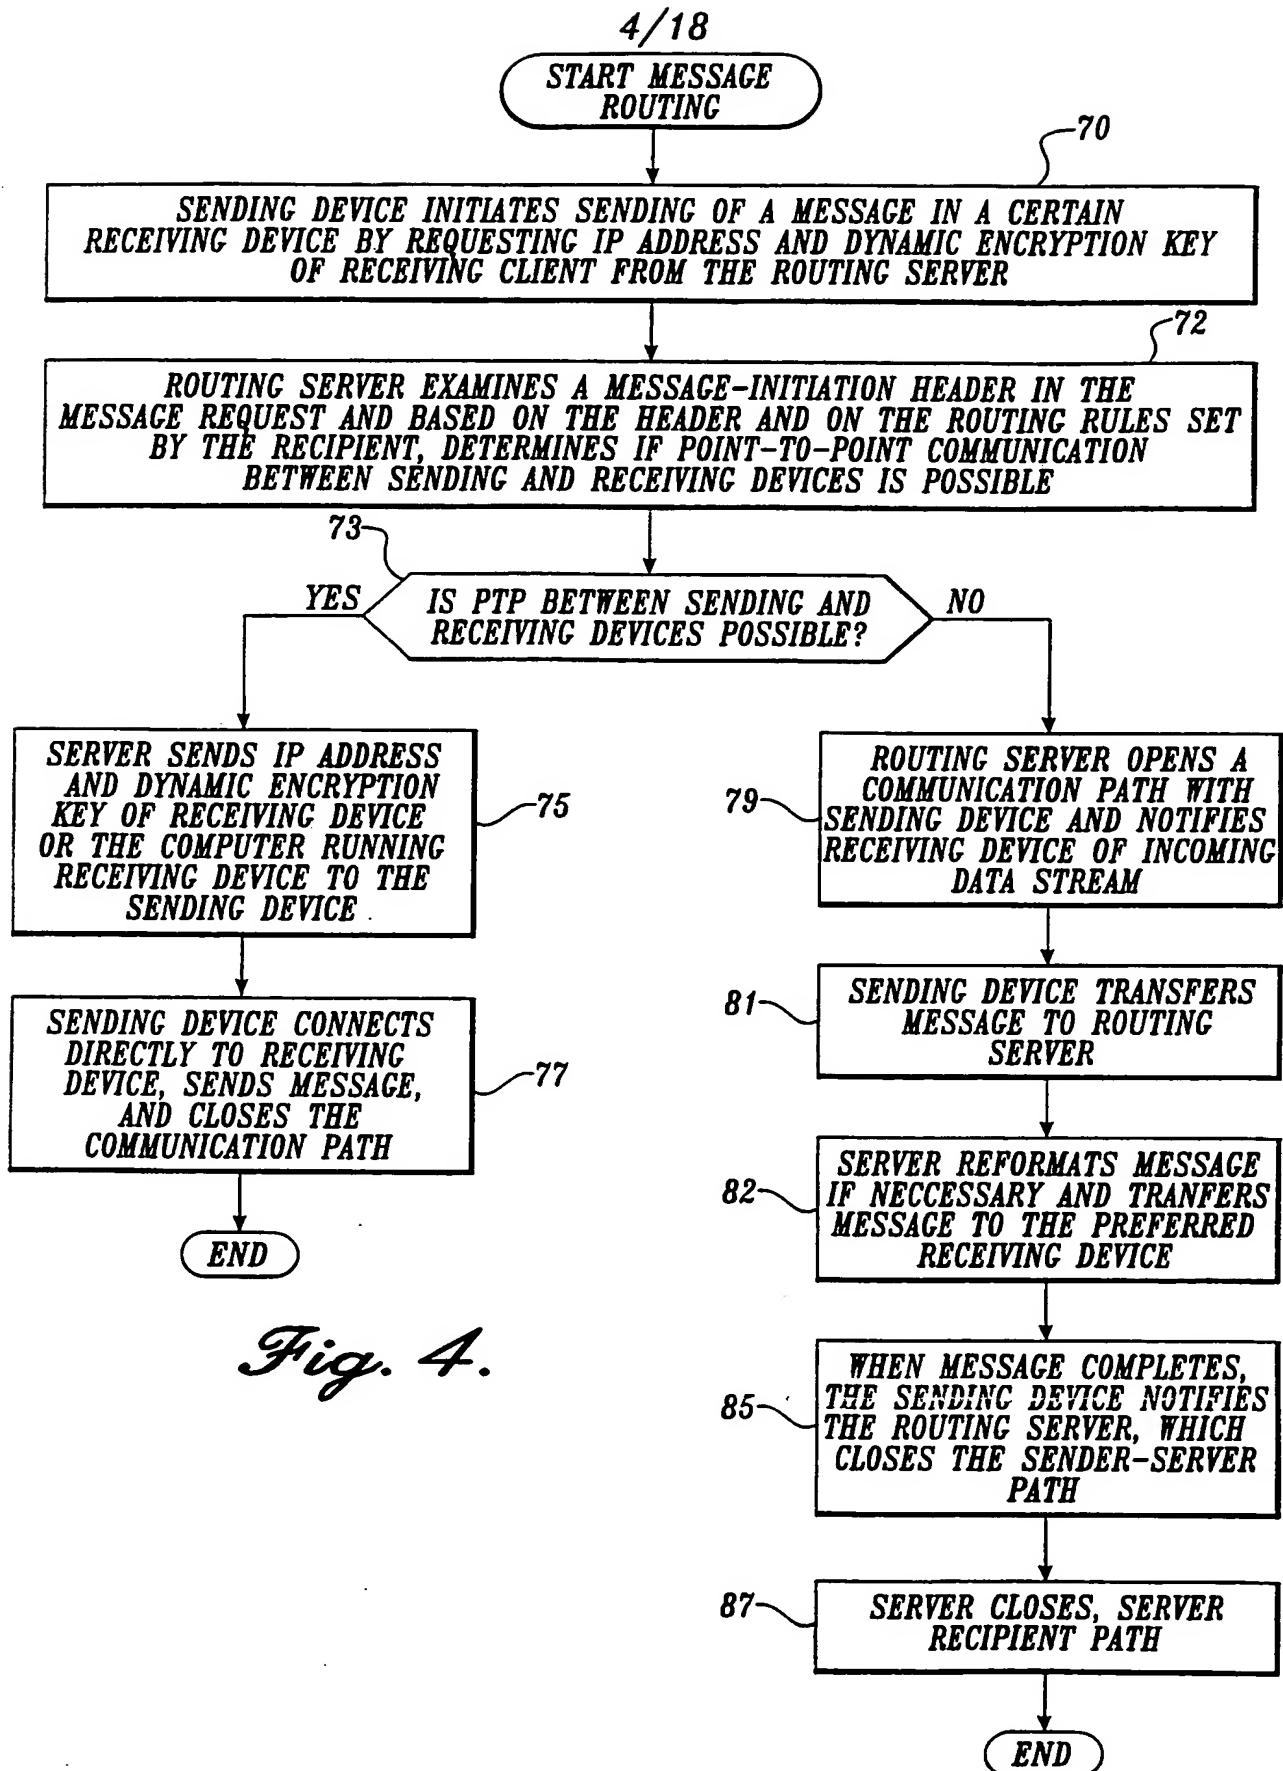 4/18
START MESSAGE
ROUTING
70
SENDING DEVICE INITIATES SENDING OF A MESSAGE IN A CERTAIN
RECEIVING DEVICE BY REQUESTING IP ADDRESS AND DYNAMIC ENCRYPTION KEY
OF RECEIVING CLIENT FROM THE ROUTING SERVER
72
ROUTING SERVER EXAMINES A MESSAGE-INITIATION HEADER IN THE
MESSAGE REQUEST AND BASED ON THE HEADER AND ON THE ROUTING RULES SET
BY THE RECIPIENT, DETERMINES IF POINT-TO-POINT COMMUNICATION
BETWEEN SENDING AND RECEIVING DEVICES IS POSSIBLE
73
YES
IS PTP BETWEEN SENDING AND
RECEIVING DEVICES POSSIBLE?
NO
SERVER SENDS IP ADDRESS
AND DYNAMIC ENCRYPTION
KEY OF RECEIVING DEVICE
OR THE COMPUTER RUNNING
RECEIVING DEVICE TO THE
SENDING DEVICE
75
SENDING DEVICE CONNECTS
DIRECTLY TO RECEIVING
DEVICE, SENDS MESSAGE,
AND CLOSES THE
COMMUNICATION PATH
77
END
Fig. 4.
79
ROUTING SERVER OPENS A
COMMUNICATION PATH WITH
SENDING DEVICE AND NOTIFIES
RECEIVING DEVICE OF INCOMING
DATA STREAM
81
SENDING DEVICE TRANSFERS
MESSAGE TO ROUTING
SERVER
82
SERVER REFORMATS MESSAGE
IF NECCESSARY AND TRANFERS
MESSAGE TO THE PREFERRED
RECEIVING DEVICE
85
WHEN MESSAGE COMPLETES,
THE SENDING DEVICE NOTIFIES
THE ROUTING SERVER, WHICH
CLOSES THE SENDER-SERVER
PATH
87
SERVER CLOSES, SERVER
RECIPIENT PATH
END